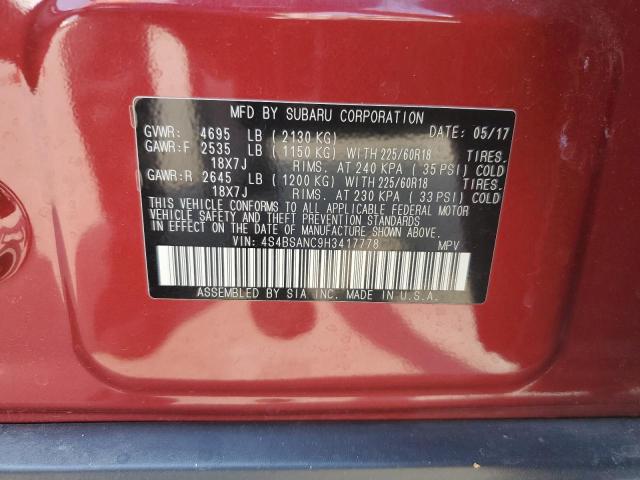 MFD BY SUBARU CORPORATION
GVWR: 4695 LB ( 2130 KG) DATE: 05/17
GAWR:F 2535 LB ( 1150 KG) WITH 225/60R18 TIRES.
18X7J RIMS. AT 240 KPA ( 35 PSI) COLD
GAWR:R 2645 LB ( 1200 KG) WITH 225/60R18 TIRES.
18X7J RIMS. AT 230 KPA ( 33 PSI) COLD
THIS VEHICLE CONFORMS TO ALL APPLICABLE FEDERAL MOTOR
VEHICLE SAFETY AND THEFT PREVENTION STANDARDS
IN EFFECT ON THE DATE OF MANUFACTURE SHOWN ABOVE.
VIN: 4S4BSANC9H3417778 MPV
ASSEMBLED BY SIA INC. MADE IN U.S.A.